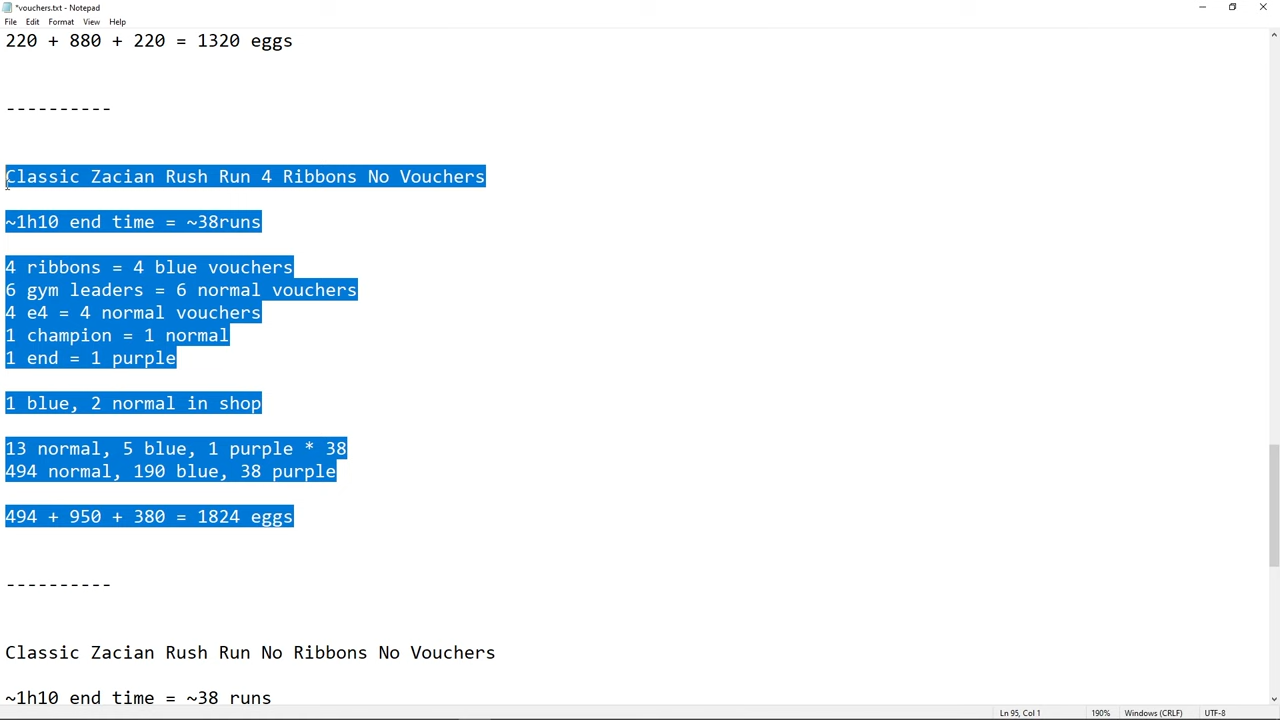 *vouchers.txt - Notepad
File Edit Format View Help
220 + 880 + 220 = 1320 eggs
----------
Classic Zacian Rush Run 4 Ribbons No Vouchers
~1h10 end time = ~38runs
4 ribbons = 4 blue vouchers
6 gym leaders = 6 normal vouchers
4 e4 = 4 normal vouchers
1 champion = 1 normal
1 end = 1 purple
1 blue, 2 normal in shop
13 normal, 5 blue, 1 purple * 38
494 normal, 190 blue, 38 purple
494 + 950 + 380 = 1824 eggs
----------
Classic Zacian Rush Run No Ribbons No Vouchers
~1h10 end time = ~38 runs
Ln 95, Col 1 190% Windows (CRLF) UTF-8